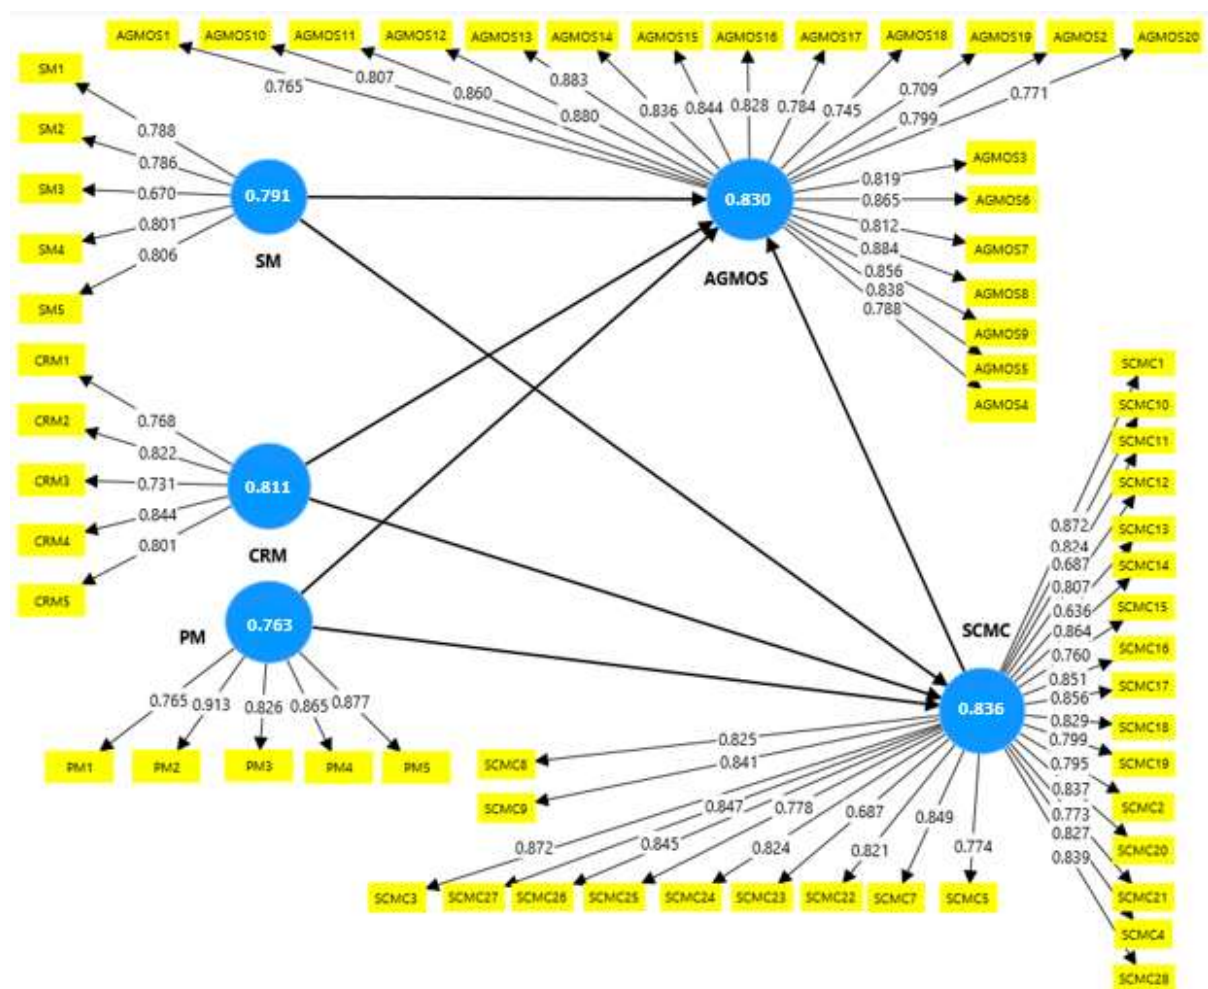 AGMOS1 AGMOS10 AGMOS11 AGMOS12 AGMOS13 AGMOS14 AGMOS15 AGMOS16 AGMOS17 AGMOS18 AGMOS19 AGMOS2 AGMOS20
0.765 0.807 0.860 0.880 0.883 0.836 0.844 0.828 0.784 0.745 0.709 0.799 0.771
SM1
SM2
SM3
SM4
SM5
0.788
0.786
0.670
0.801
0.806
0.791
SM
0.830
AGMOS
0.819
0.865
0.812
0.884
0.856
0.838
0.788
AGMOS3
AGMOS6
AGMOS7
AGMOS8
AGMOS9
AGMOS5
AGMOS4
CRM1
CRM2
CRM3
CRM4
CRM5
0.768
0.822
0.731
0.844
0.801
0.811
CRM
PM
0.763
0.765 0.913 0.826 0.865 0.877
PM1 PM2 PM3 PM4 PM5
SCMC
0.836
SCMC1
SCMC10
SCMC11
SCMC12
SCMC13
SCMC14
SCMC15
SCMC16
SCMC17
SCMC18
SCMC19
SCMC2
SCMC20
SCMC21
SCMC4
SCMC28
0.872
0.824
0.687
0.807
0.636
0.864
0.760
0.851
0.856
0.829
0.799
0.795
0.837
0.773
0.827
0.839
SCMC8
SCMC9
0.825
0.841
0.872 0.847 0.845 0.778 0.824 0.687 0.821 0.849 0.774
SCMC3 SCMC27 SCMC26 SCMC25 SCMC24 SCMC23 SCMC22 SCMC7 SCMC5